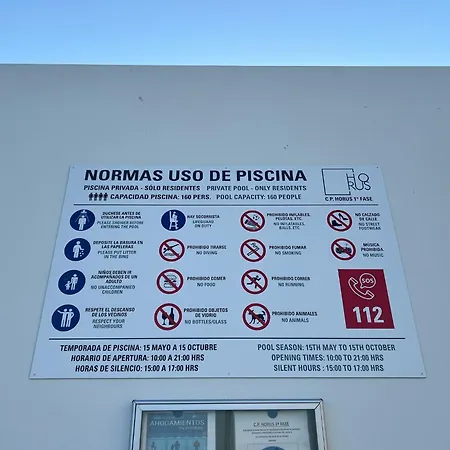 NORMAS USO DE PISCINA
PISCINA PRIVADA - SÓLO RESIDENTES PRIVATE POOL - ONLY RESIDENTS
CAPACIDAD PISCINA: 160 PERS. POOL CAPACITY: 160 PEOPLE
HORUS
C.P. HORUS 1ª FASE
DUCHESE ANTES DE
UTILIZAR LA PISCINA
PLEASE SHOWER BEFORE
ENTERING THE POOL
HAY SOCORRISTA
LIFEGUARD
ON DUTY
PROHIBIDO INFLABLES,
PELOTAS, ETC.
NO INFLATABLES,
BALLS, ETC.
NO CALZADO
DE CALLE
NO STREET
FOOTWEAR
DEPOSITE LA BASURA EN
LAS PAPELERAS
PLEASE PUT LITTER
IN THE BINS
PROHIBIDO TIRARSE
NO DIVING
PROHIBIDO FUMAR
NO SMOKING
MÚSICA
PROHIBIDA
NO MUSIC
NIÑOS DEBEN IR
ACOMPAÑADOS DE UN
ADULTO
NO UNACCOMPANIED
CHILDREN
PROHIBIDO COMER
NO FOOD
PROHIBIDO CORRER
NO RUNNING
SOS
112
RESPETE EL DESCANSO
DE LOS VECINOS
RESPECT YOUR
NEIGHBOURS
PROHIBIDO OBJETOS
DE VIDRIO
NO BOTTLES/GLASS
PROHIBIDO ANIMALES
NO ANIMALS
TEMPORADA DE PISCINA: 15 MAYO A 15 OCTUBRE
HORARIO DE APERTURA: 10:00 A 21:00 HRS
HORAS DE SILENCIO: 15:00 A 17:00 HRS
POOL SEASON: 15TH MAY TO 15TH OCTOBER
OPENING TIMES: 10:00 TO 21:00 HRS
SILENT HOURS : 15:00 TO 17:00 HRS
AHOGAMIENTOS
C.P. HORUS 1ª FASE